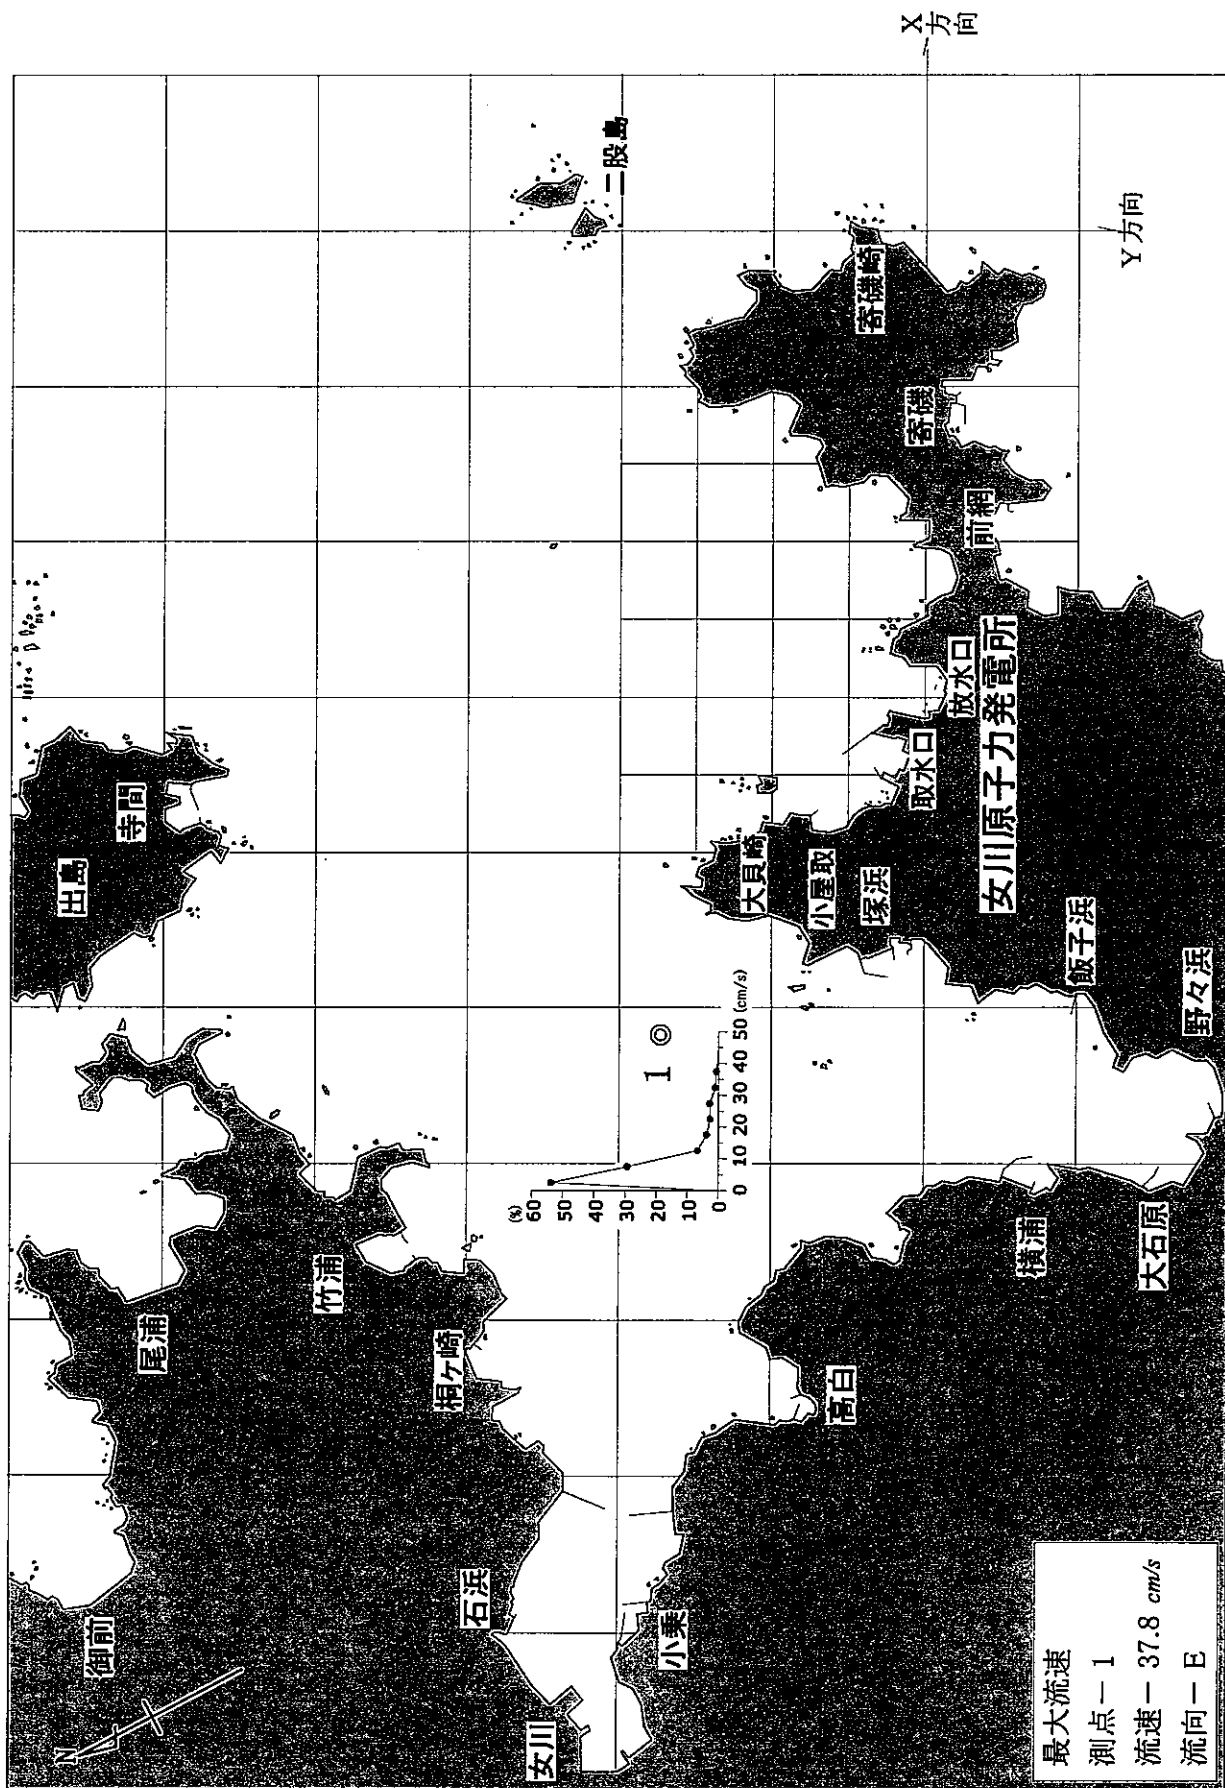 X
方向
Y方向
二股島
寄磯崎
寄磯
前網
出島
寺間
放水口
女川原子力発電所
取水口
大貝崎
小屋取
塚浜
飯子浜
野々浜
1
(%)
60
50
40
30
20
10
0
0 10 20 30 40 50 (cm/s)
尾浦
竹浦
桐ヶ崎
横浦
大石原
高白
御前
石浜
小乗
女川
N
最大流速
測点－1
流速－37.8 cm/s
流向－E